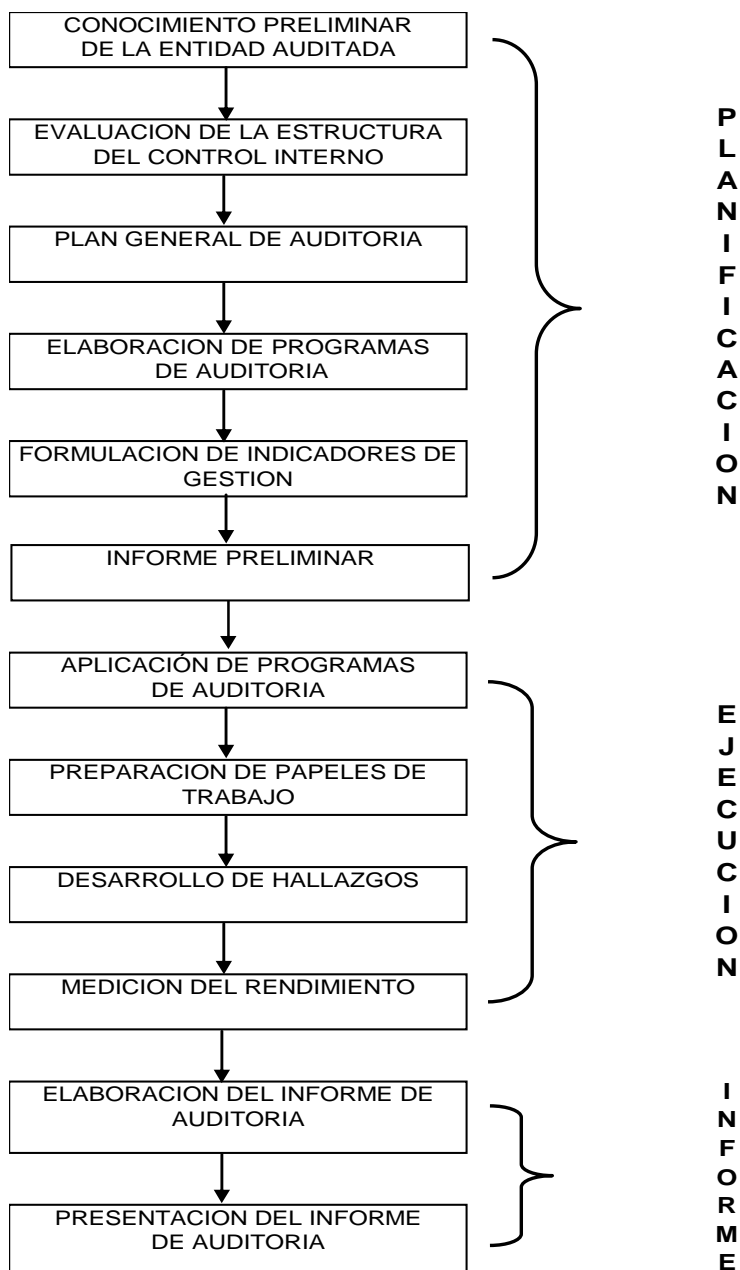 CONOCIMIENTO PRELIMINAR
DE LA ENTIDAD AUDITADA
EVALUACION DE LA ESTRUCTURA
DEL CONTROL INTERNO
PLAN GENERAL DE AUDITORIA
ELABORACION DE PROGRAMAS
DE AUDITORIA
FORMULACION DE INDICADORES DE
GESTION
INFORME PRELIMINAR
P
L
A
N
I
F
I
C
A
C
I
O
N
APLICACIÓN DE PROGRAMAS
DE AUDITORIA
PREPARACION DE PAPELES DE
TRABAJO
DESARROLLO DE HALLAZGOS
MEDICION DEL RENDIMIENTO
E
J
E
C
U
C
I
O
N
ELABORACION DEL INFORME DE
AUDITORIA
PRESENTACION DEL INFORME
DE AUDITORIA
I
N
F
O
R
M
E